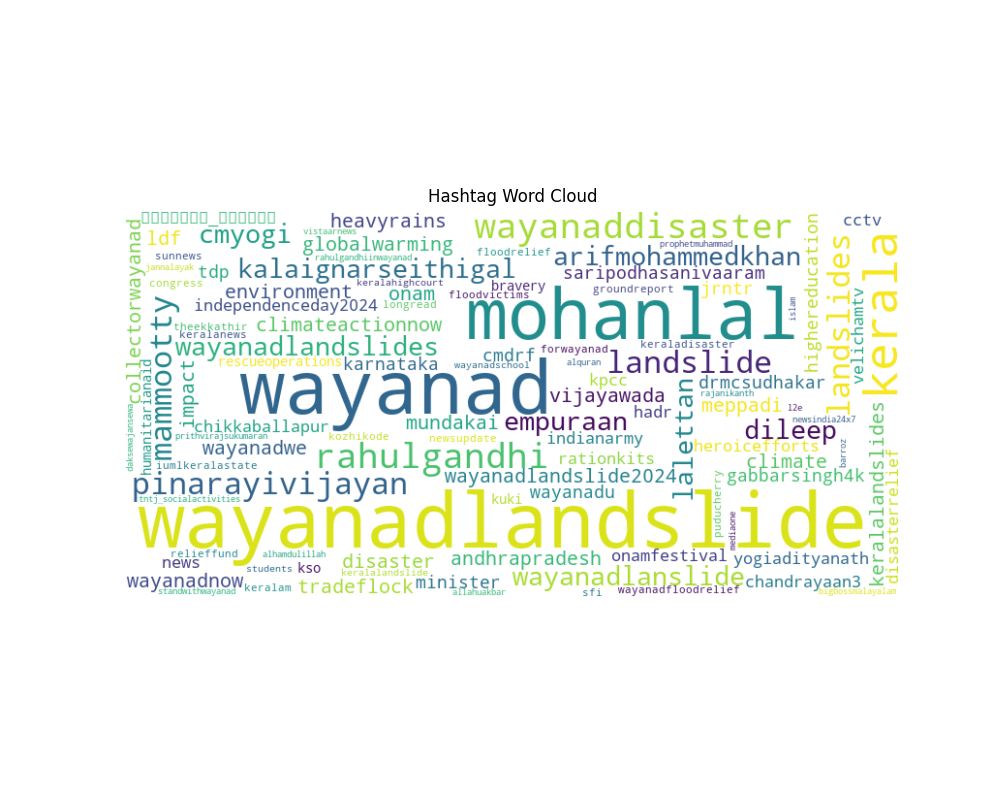 Hashtag Word Cloud
heavyrains
wayanaddisaster
cctv
ldf
cmyogi
vistaarnews
globalwarming
floodrelief
prophetmuhammad
arifmohammedkhan
highereducation
sunnews
rahulgandhiinwayanad
jannalayak
tdp
kalaignarseithigal
saripodhasanivaaram
landslides
kerala
collectorwayanad
congress
environment
keralahighcourt
onam
bravery
groundreport
jrntr
velichamtv
independenceday2024
longread
floodvictims
mohanlal
islam
mammootty
theekkathir
climateactionnow
keralanews
wayanadlandslides
cmdrf
forwayanad
keraladisaster
impact
rescueoperations
karnataka
wayanadschool
alquran
landslide
wayanad
kpcc
drmcsudhakar
rajanikanth
humanitarianaid
vijayawada
lalettan
meppadi
12e
daksewajansewa
chikkaballapur
mundakai
empuraan
hadr
newsindia24x7
dileep
keralalandslides
prithvirajsukumaran
kozhikode
newsupdate
indianarmy
heroicefforts
barroz
disasterrelief
wayanadwe
rahulgandhi
rationkits
climate
iumlkeralastate
wayanadlandslide2024
gabbarsingh4k
pinarayivijayan
wayanadu
puducherry
tntj_socialactivities
kuki
mediaone
wayanadlandslide
relieffund
alhamdulillah
disaster
andhrapradesh
onamfestival
yogiadityanath
news
students
kso
keralalandslide
wayanadnow
keralam
tradeflock
minister
wayanadlanslide
chandrayaan3
standwithwayanad
allahuakbar
sfi
wayanadfloodrelief
bigbossmalayalam